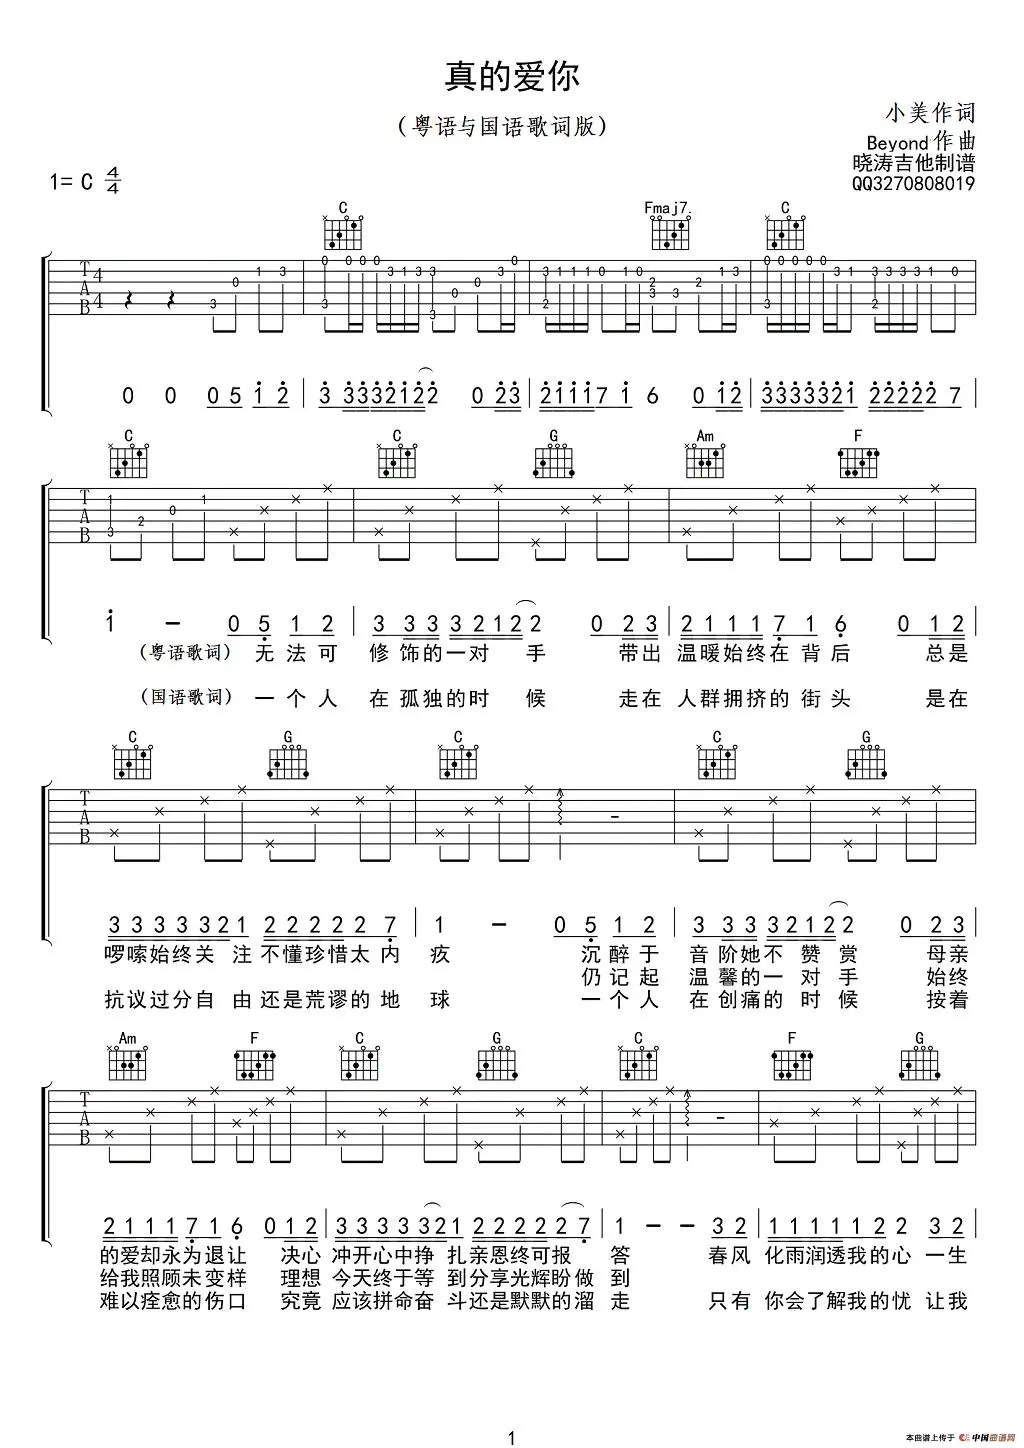 真的爱你
（粤语与国语歌词版）
小美作词
Beyond作曲
晓涛吉他制谱
QQ3270808019
1= C 4/4
C Fmaj7. C
0 0 0 5 1 2 | 3 3 3 3 2 1 2 2 0 2 3 | 2 1 1 1 7 1 6 0 1 2 | 3 3 3 3 3 3 2 1 2 2 2 2 2 7 |
C C G Am F
1 - 0 5 1 2 | 3 3 3 3 2 1 2 2 0 2 3 | 2 1 1 1 7 1 6 0 1 2 |
（粤语歌词）无法可 修饰的一对 手 带出 温暖始终在 背后 总是
（国语歌词）一个人 在孤独的时 候 走在 人群拥挤的 街头 是在
C G C C G
3 3 3 3 3 2 1 2 2 2 2 2 7 | 1 - 0 5 1 2 | 3 3 3 3 2 1 2 2 0 2 3
啰嗦始终关 注 不懂珍惜太 内 疚 沉醉于 音阶她不 赞赏 母亲
仍记起 温馨的一 对手 始终
抗议过分自 由 还是荒谬的 地 球 一个人 在创痛的 时候 按着
Am F C G C F G
2 1 1 1 7 1 6 0 1 2 | 3 3 3 3 3 2 1 2 2 2 2 2 7 | 1 - - 3 2 | 1 1 1 1 1 1 2 2 3 2
的爱却永为退让 决心 冲开心中挣 扎亲恩终可报 答 春风 化雨润透我的心 一生
给我照顾未变样 理想 今天终于等 到分享光辉盼做 到
难以痊愈的伤口 究竟 应该拼命奋 斗还是默默的溜 走 只有 你会了解我的忧 让我
1
本曲谱上传于 中国曲谱网